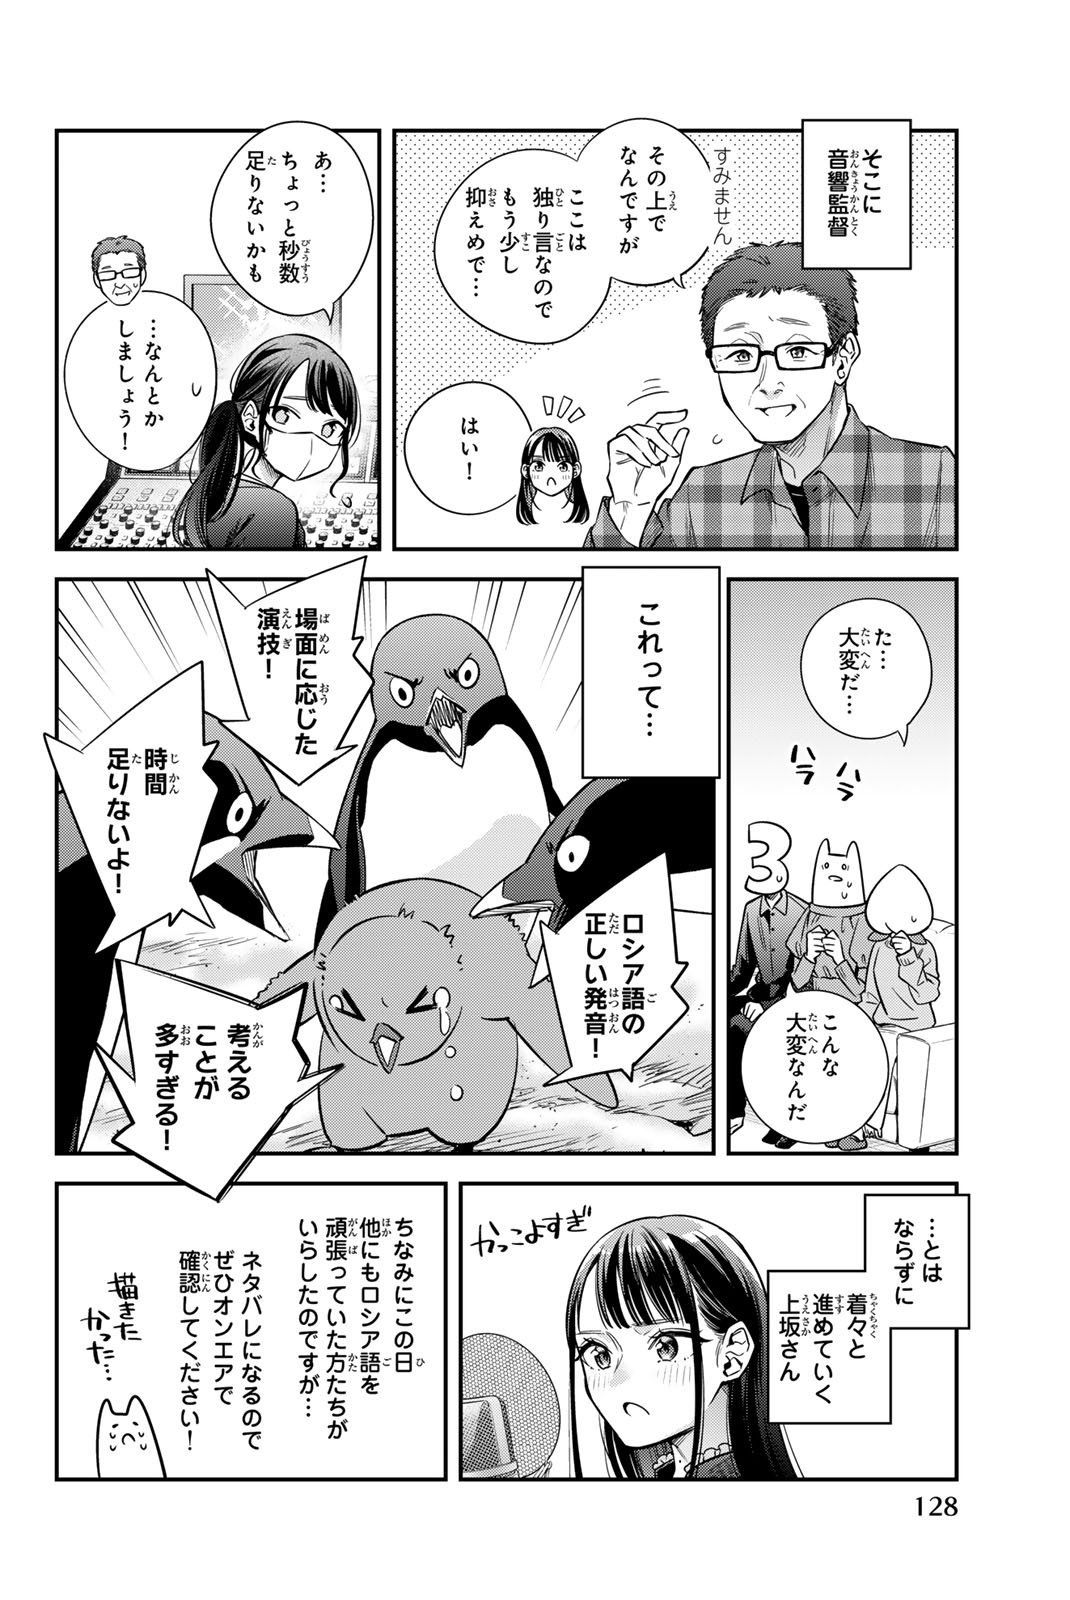 そこに
音響監督
すみません
その上で
なんですが
ここは
独り言なので
もう少し
抑えめで…
はい！
あ…
ちょっと秒数
足りないかも
…なんとか
しましょう！
た…
大変だ…
ハラ
ハラ
3
こんな
大変なんだ
これって…
ロシア語の
正しい発音！
場面に応じた
演技！
時間
足りないよ！
考える
ことが
多すぎる！
…とは
ならずに
着々と
進めていく
上坂さん
かっこよすぎ
ちなみにこの日
他にもロシア語を
頑張っていた方たちが
いらしたのですが…
ネタバレになるので
ぜひオンエアで
確認してください！
描きた
かった…
128